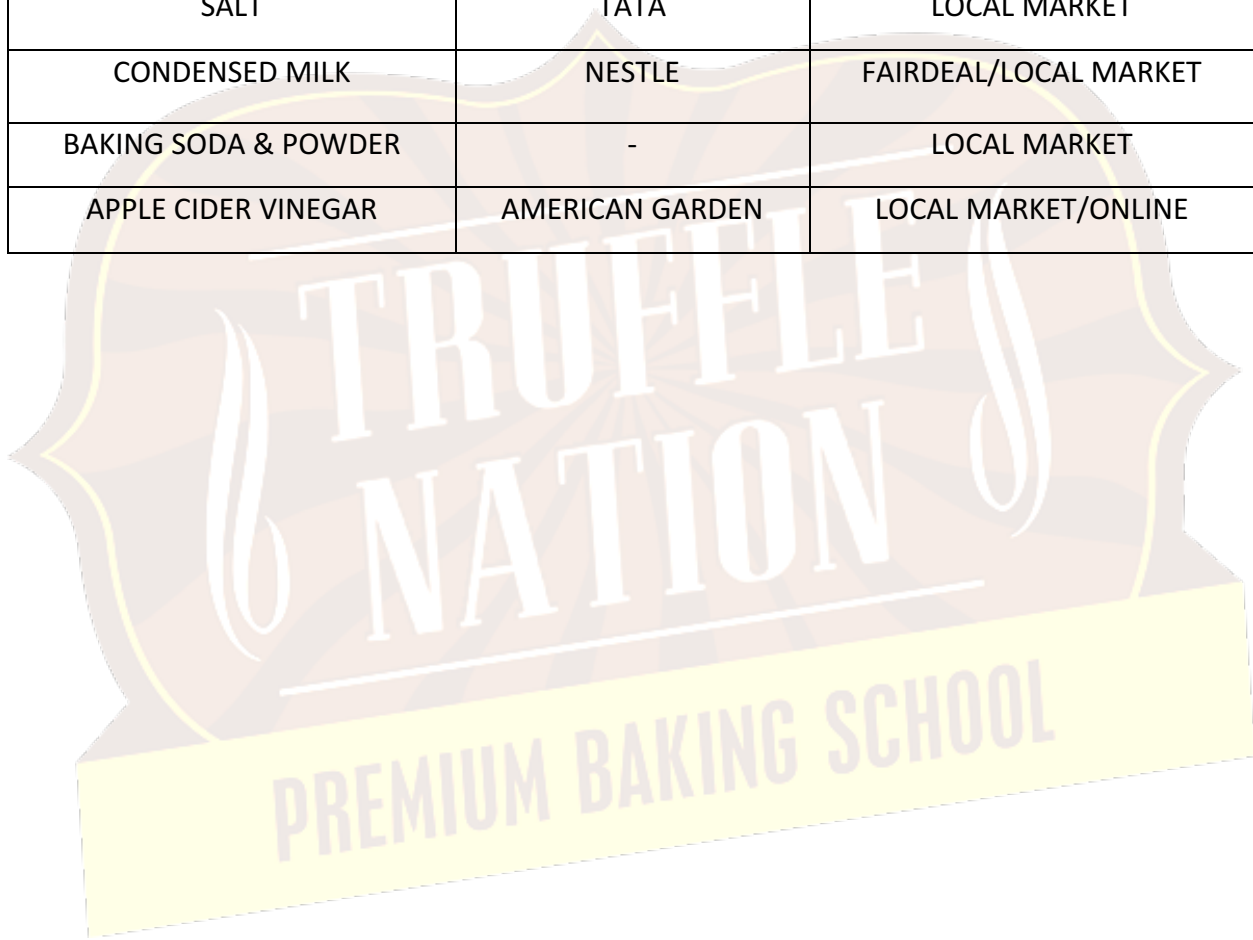 SALT TATA LOCAL MARKET
CONDENSED MILK NESTLE FAIRDEAL/LOCAL MARKET
BAKING SODA & POWDER - LOCAL MARKET
APPLE CIDER VINEGAR AMERICAN GARDEN LOCAL MARKET/ONLINE
TRUFFLE
NATION
PREMIUM BAKING SCHOOL